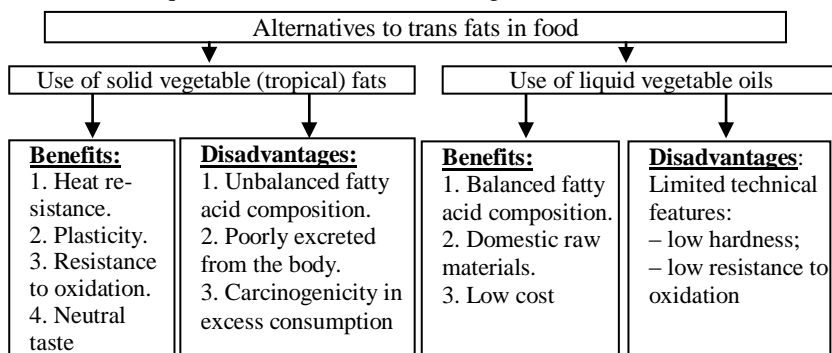 Alternatives to trans fats in food
Use of solid vegetable (tropical) fats
Use of liquid vegetable oils
Benefits:
1. Heat re-
sistance.
2. Plasticity.
3. Resistance
to oxidation.
4. Neutral
taste
Disadvantages:
1. Unbalanced fatty
acid composition.
2. Poorly excreted
from the body.
3. Carcinogenicity in
excess consumption
Benefits:
1. Balanced fatty
acid composition.
2. Domestic raw
materials.
3. Low cost
Disadvantages:
Limited technical
features:
– low hardness;
– low resistance to
oxidation